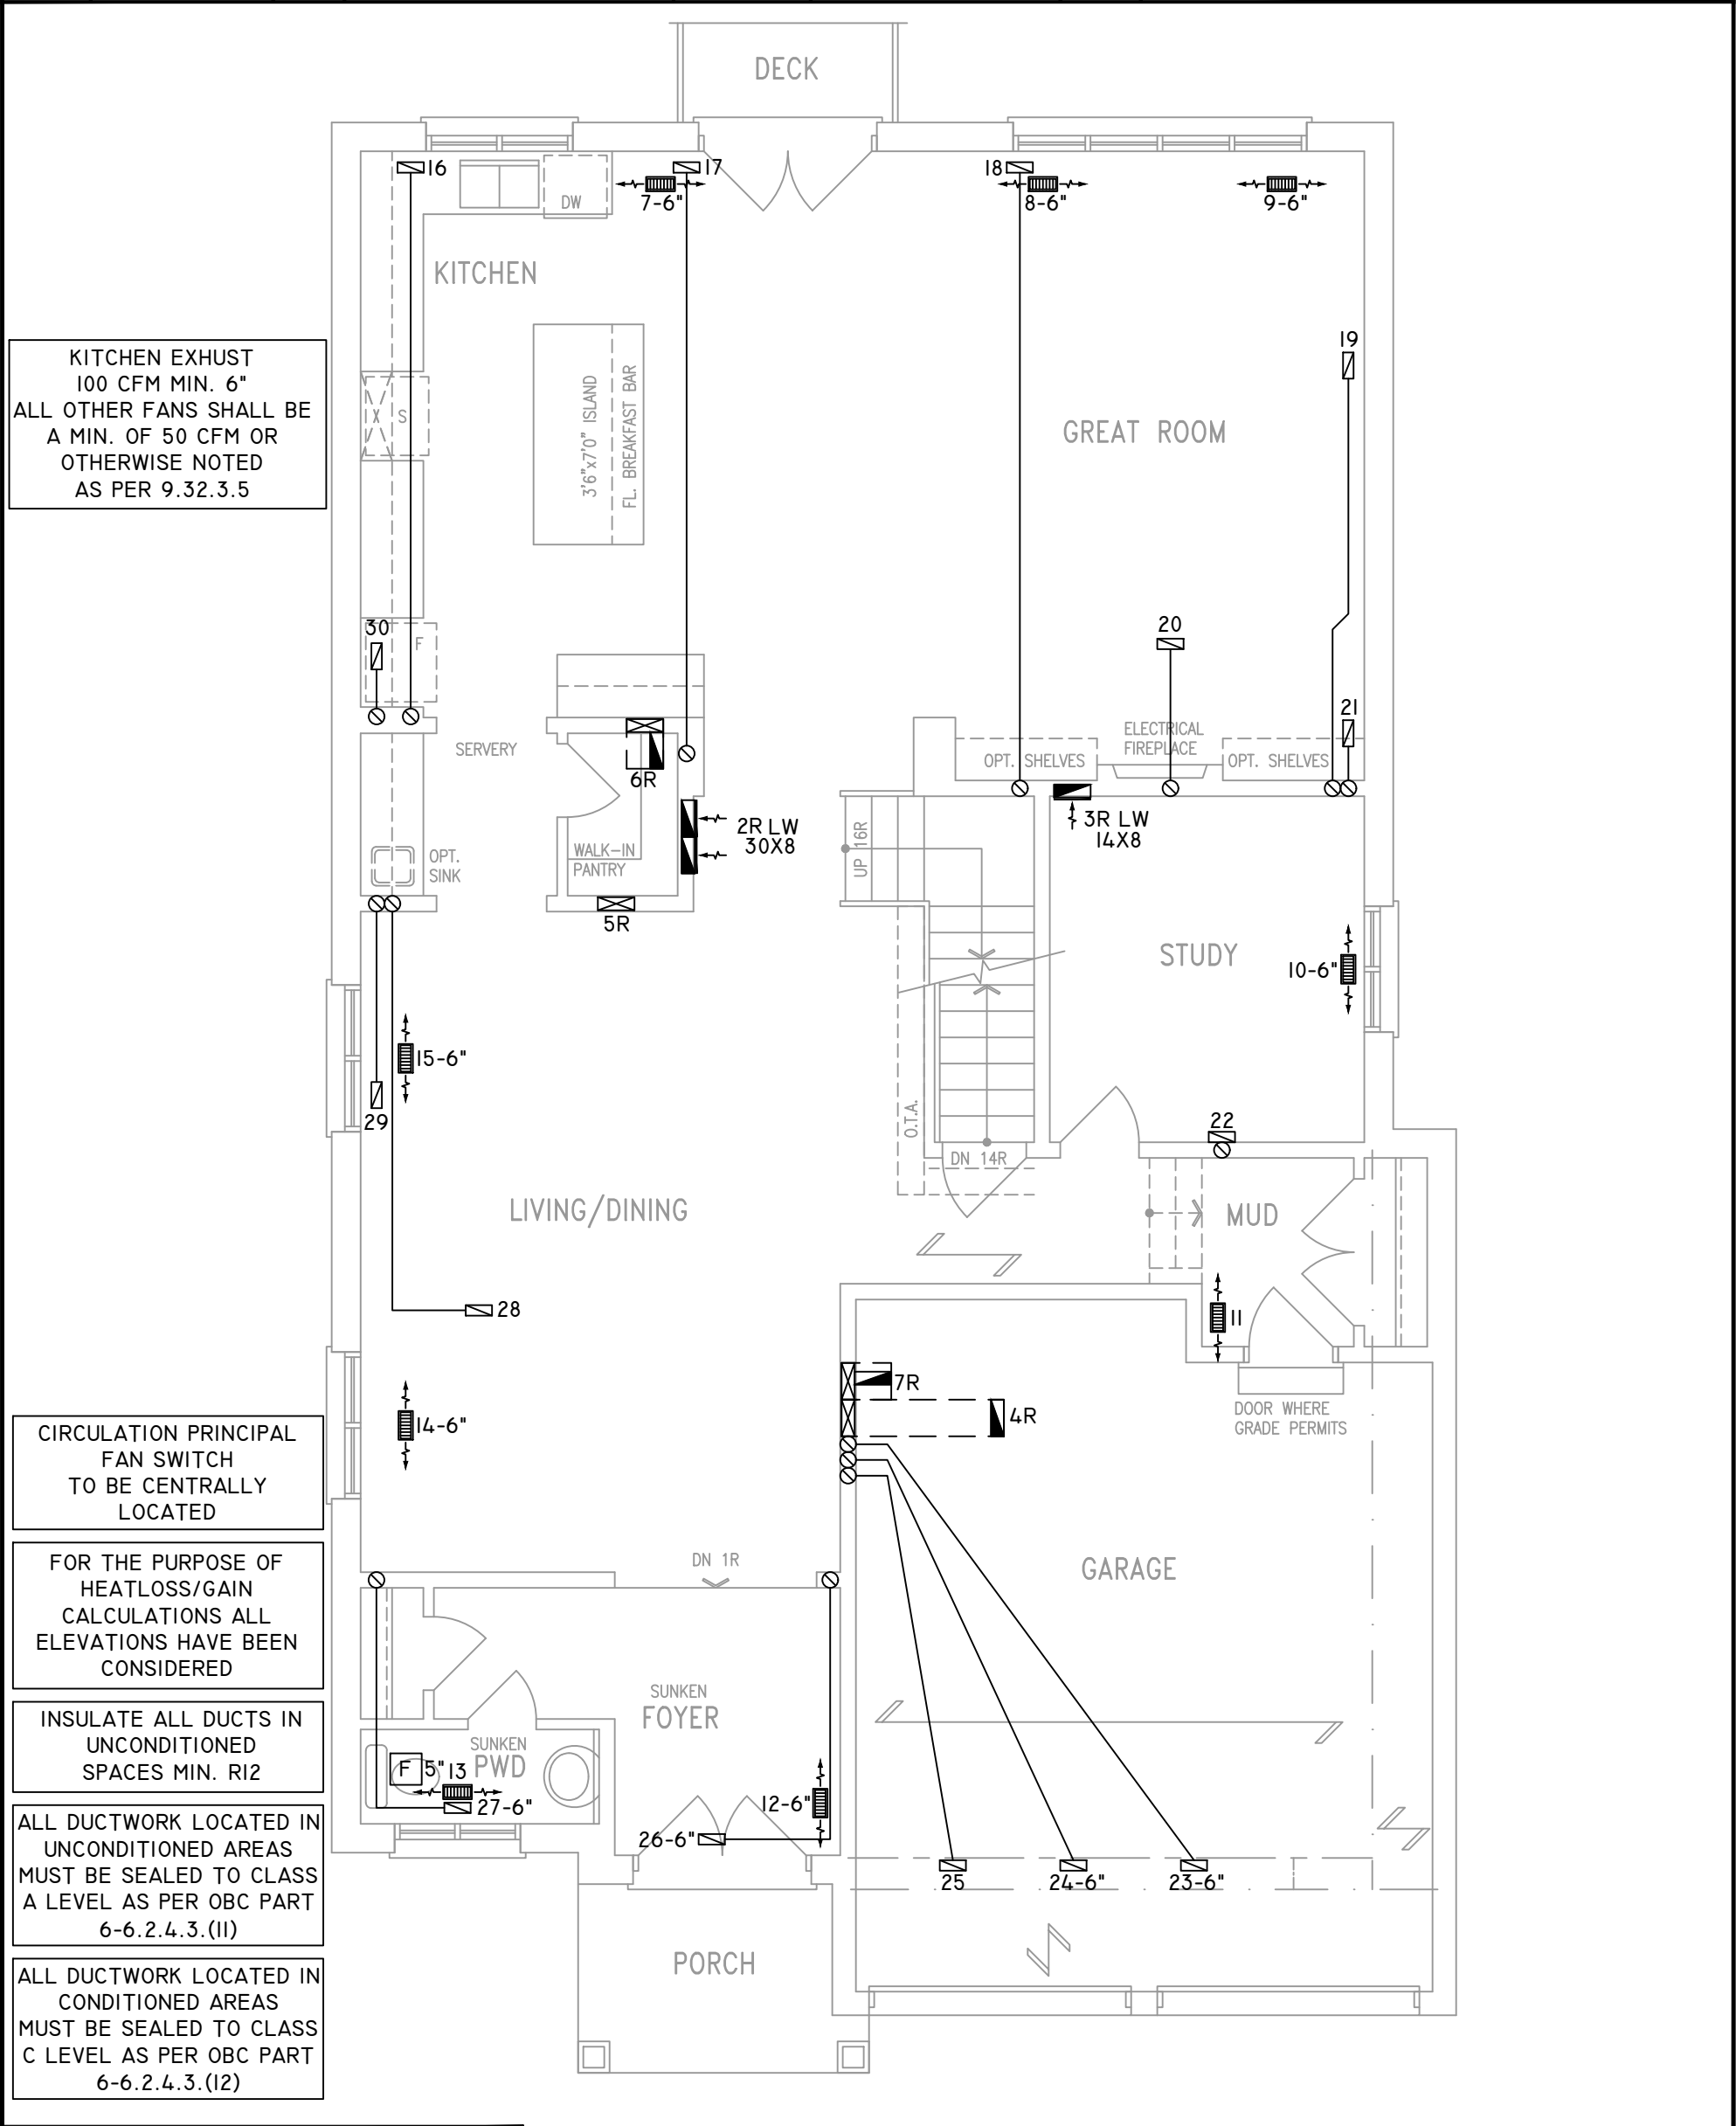 DECK
16
17
18
DW
7-6"
8-6"
9-6"
KITCHEN
19
KITCHEN EXHUST
100 CFM MIN. 6"
ALL OTHER FANS SHALL BE
A MIN. OF 50 CFM OR
OTHERWISE NOTED
AS PER 9.32.3.5
S
3'6"x7'0" ISLAND
FL. BREAKFAST BAR
GREAT ROOM
30
F
20
21
SERVERY
ELECTRICAL
FIREPLACE
OPT. SHELVES
OPT. SHELVES
6R
2R LW
30X8
3R LW
14X8
UP 16R
WALK-IN
PANTRY
OPT.
SINK
5R
STUDY
10-6"
15-6"
29
O.T.A.
22
DN 14R
LIVING/DINING
MUD
28
11
7R
4R
DOOR WHERE
GRADE PERMITS
14-6"
CIRCULATION PRINCIPAL
FAN SWITCH
TO BE CENTRALLY
LOCATED
DN 1R
GARAGE
FOR THE PURPOSE OF
HEATLOSS/GAIN
CALCULATIONS ALL
ELEVATIONS HAVE BEEN
CONSIDERED
SUNKEN
FOYER
INSULATE ALL DUCTS IN
UNCONDITIONED
SPACES MIN. R12
SUNKEN
PWD
F 5"
13
27-6"
12-6"
26-6"
25
24-6"
23-6"
ALL DUCTWORK LOCATED IN
UNCONDITIONED AREAS
MUST BE SEALED TO CLASS
A LEVEL AS PER OBC PART
6-6.2.4.3.(11)
PORCH
ALL DUCTWORK LOCATED IN
CONDITIONED AREAS
MUST BE SEALED TO CLASS
C LEVEL AS PER OBC PART
6-6.2.4.3.(12)